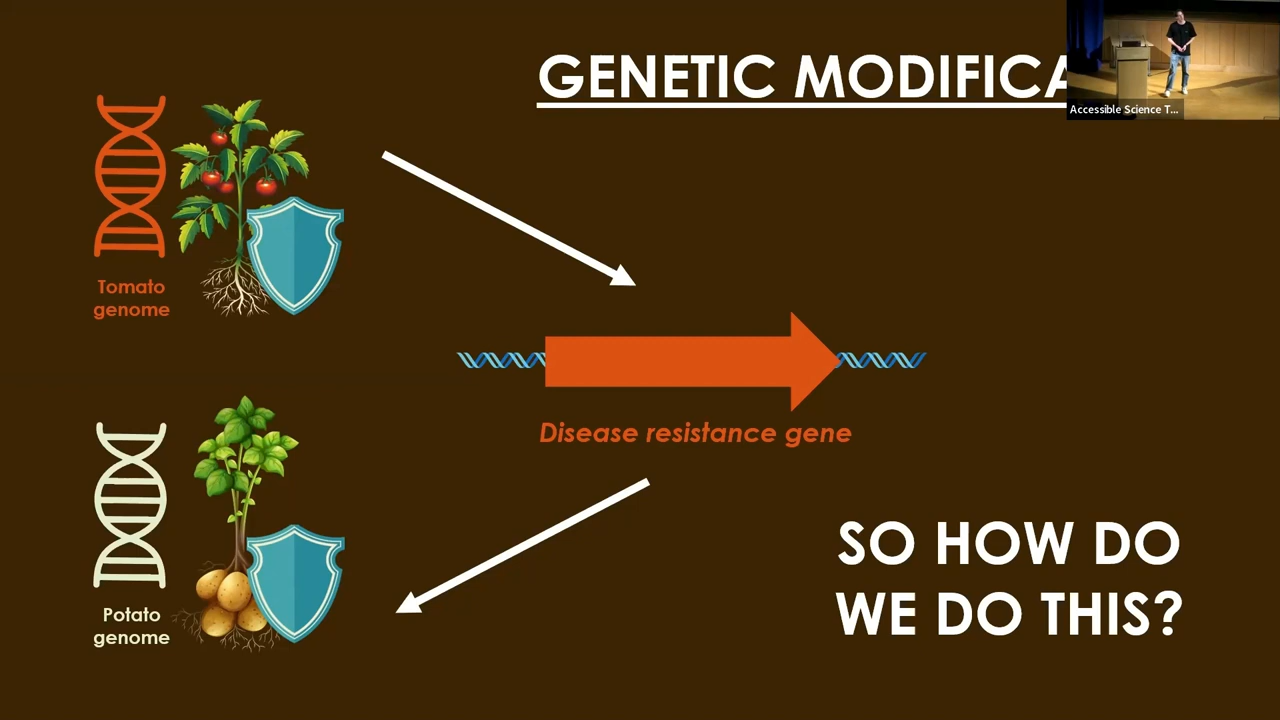 GENETIC MODIFICA
Accessible Science T...
Tomato
genome
Disease resistance gene
SO HOW DO
WE DO THIS?
Potato
genome